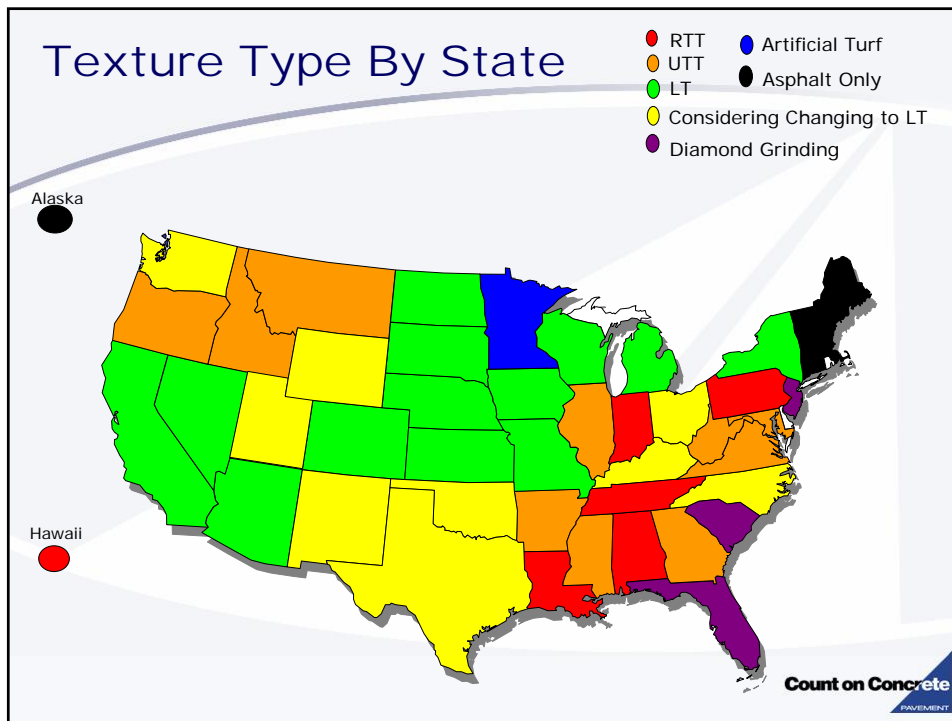 Texture Type By State
RTT
UTT
LT
Considering Changing to LT
Diamond Grinding
Artificial Turf
Asphalt Only
Alaska
Hawaii
Count on Concrete
PAVEMENT